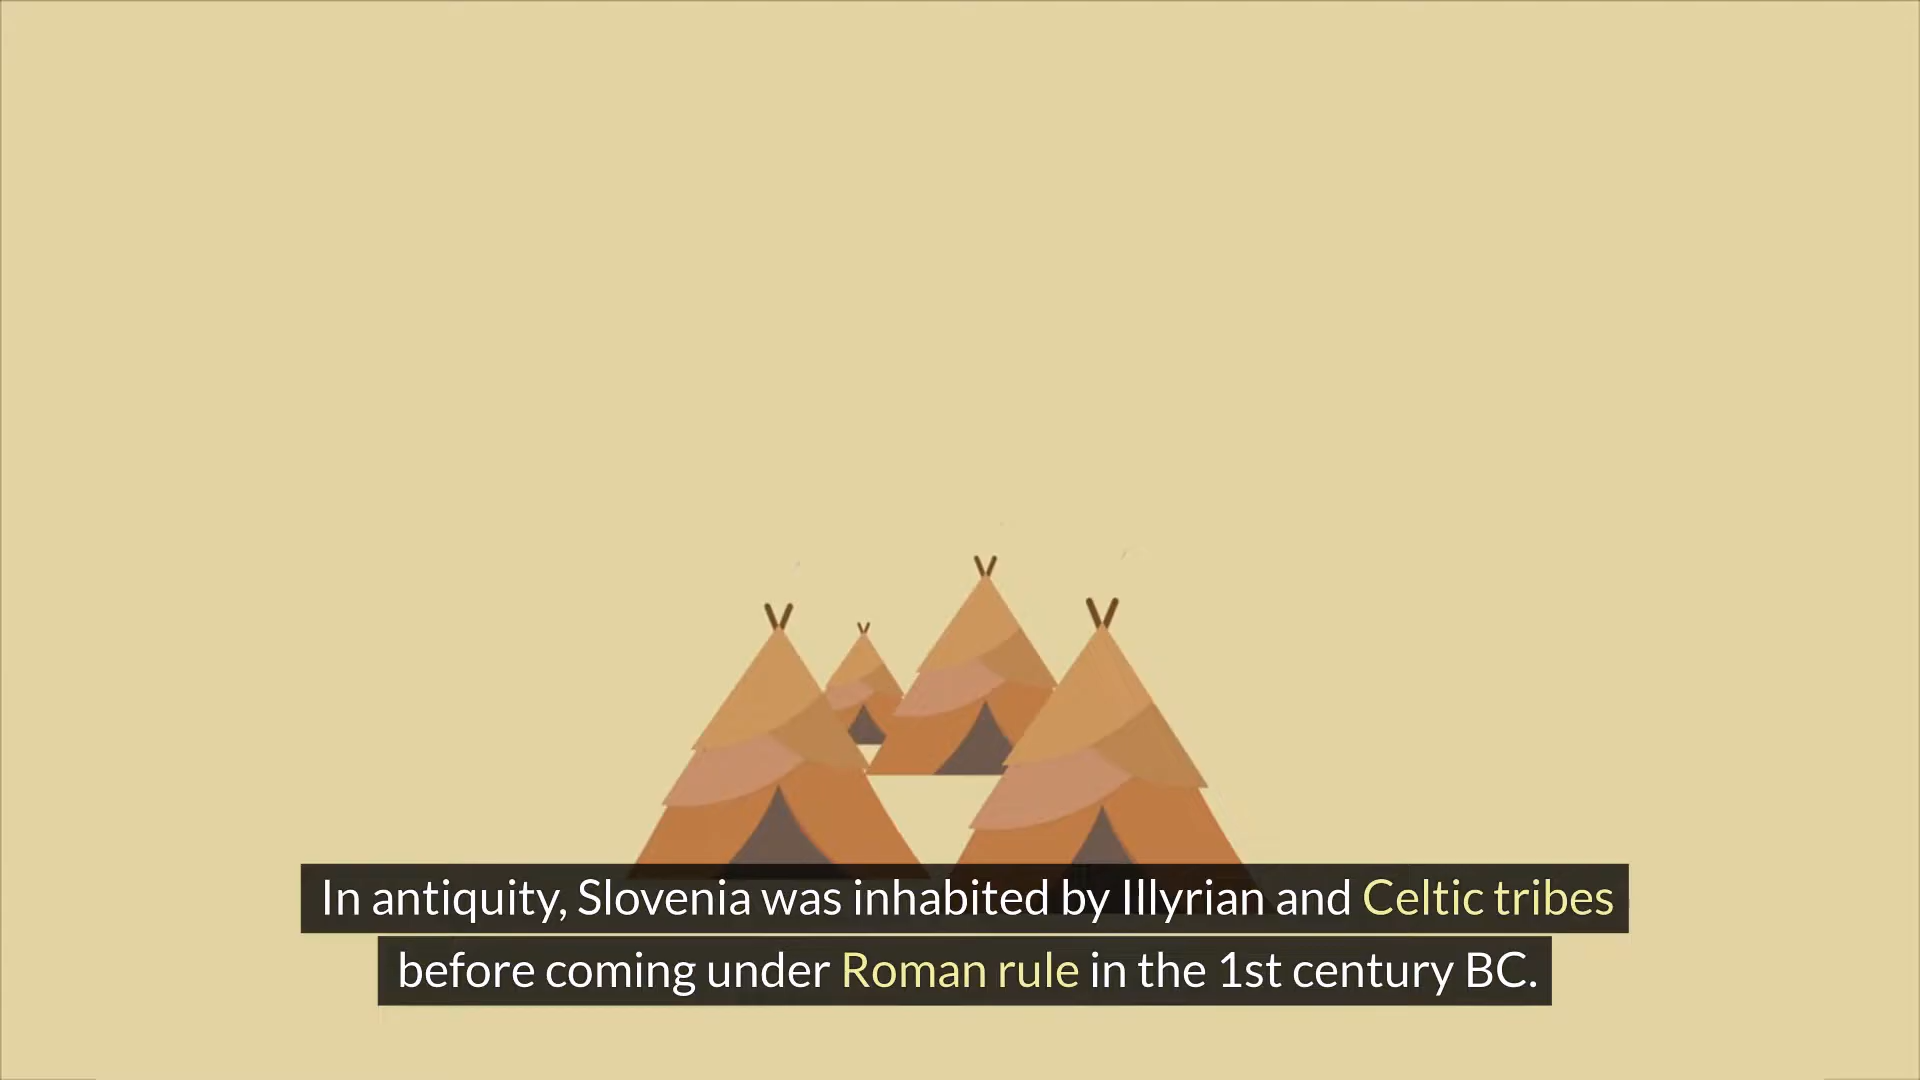 In antiquity, Slovenia was inhabited by Illyrian and Celtic tribes
before coming under Roman rule in the 1st century BC.